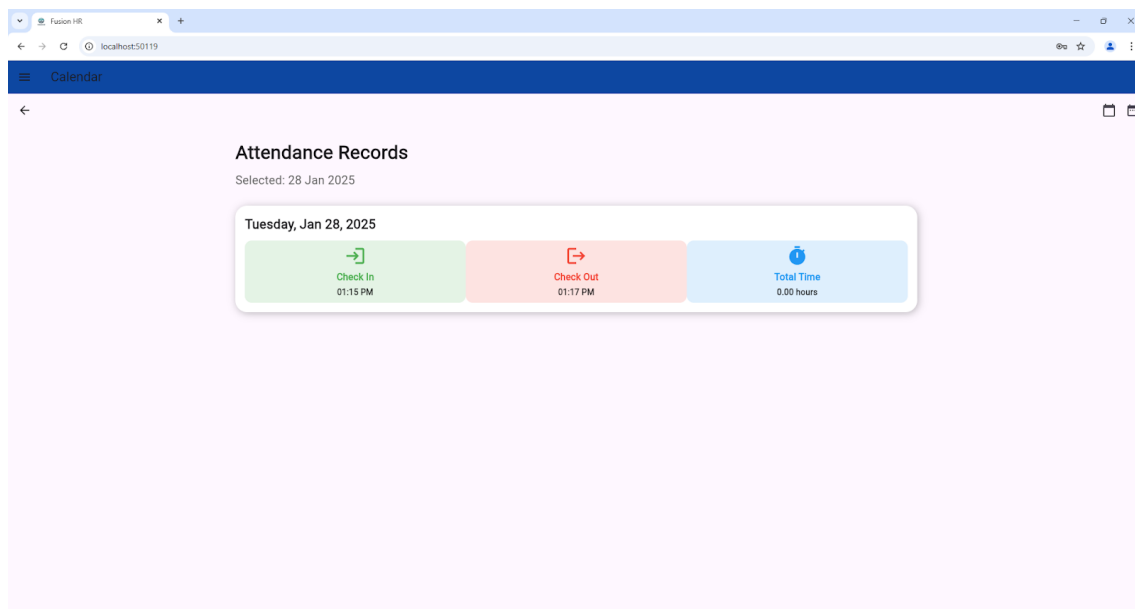 Fusion HR
localhost:50119
Calendar
Attendance Records
Selected: 28 Jan 2025
Tuesday, Jan 28, 2025
Check In
01:15 PM
Check Out
01:17 PM
Total Time
0.00 hours